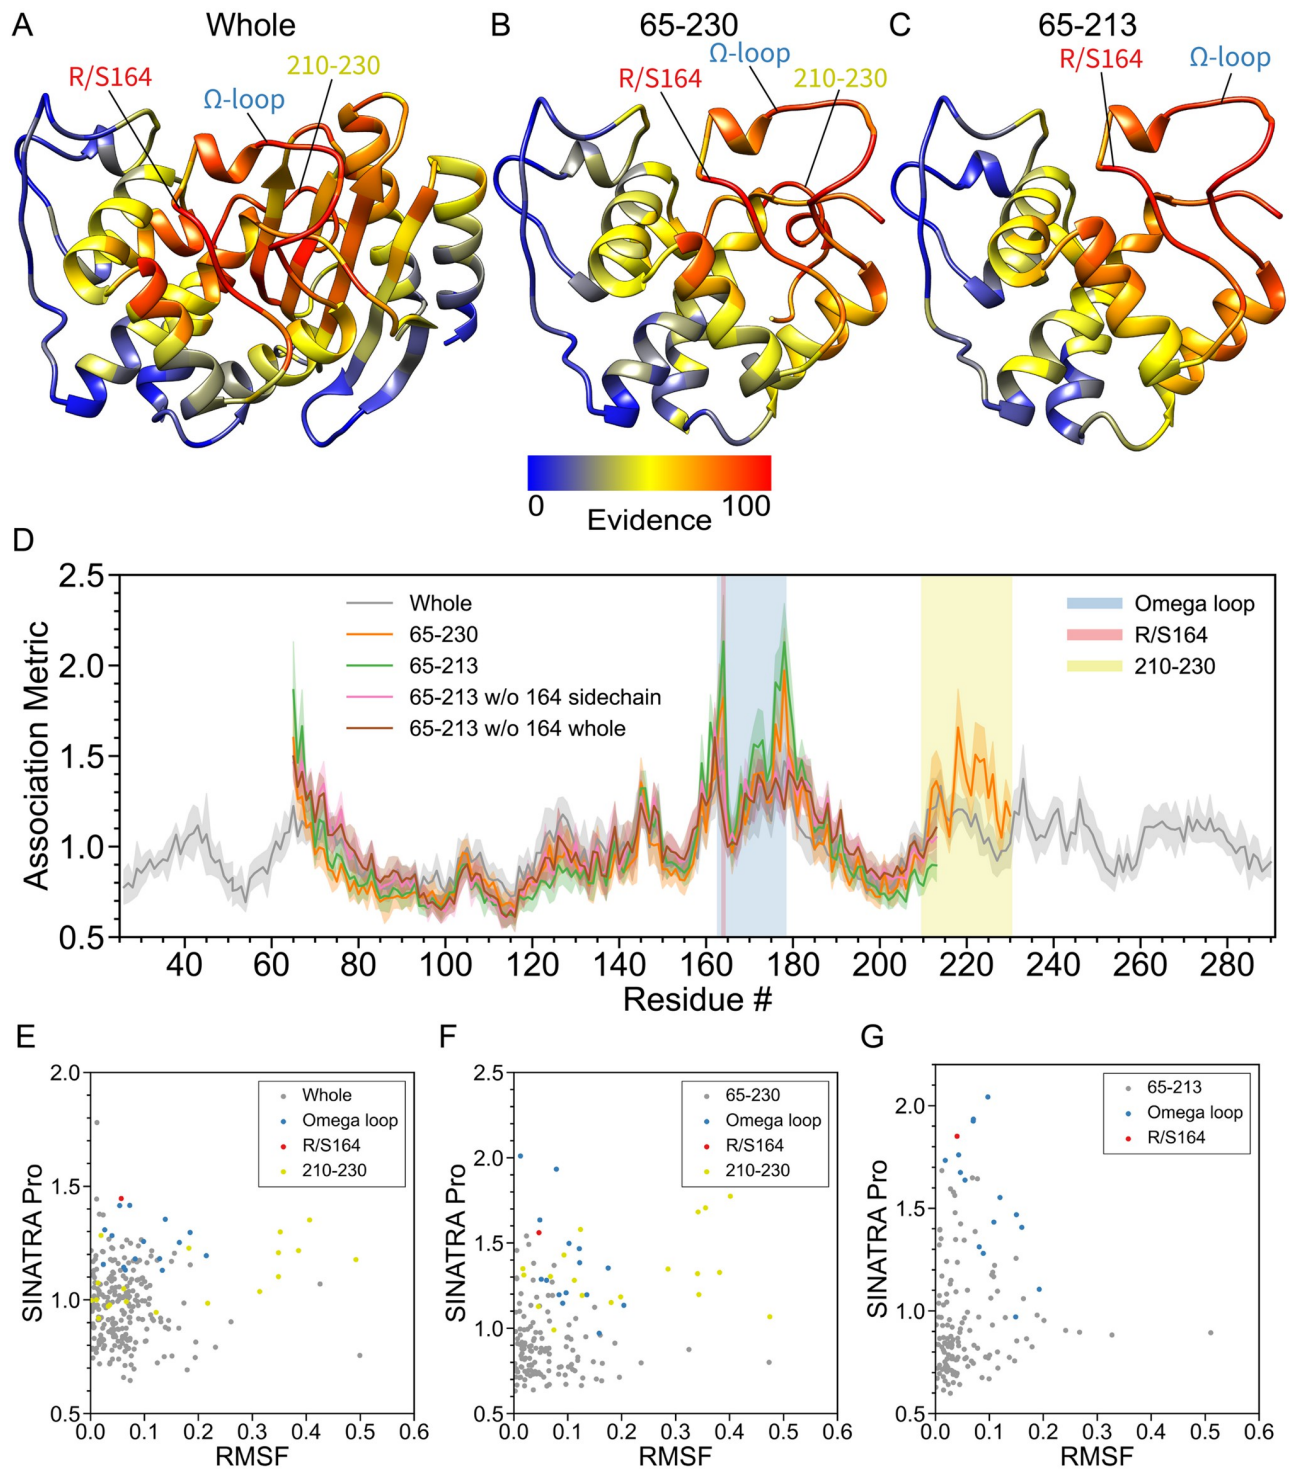 A Whole B 65-230 C 65-213
R/S164 Ω-loop 210-230
R/S164 Ω-loop 210-230
R/S164 Ω-loop
0 100
Evidence
D
2.5
2.0
1.5
1.0
0.5
Association Metric
Whole
65-230
65-213
65-213 w/o 164 sidechain
65-213 w/o 164 whole
Omega loop
R/S164
210-230
40 60 80 100 120 140 160 180 200 220 240 260 280
Residue #
E
2.0
1.5
1.0
0.5
SINATRA Pro
Whole
Omega loop
R/S164
210-230
0.0 0.1 0.2 0.3 0.4 0.5 0.6
RMSF
F
2.5
2.0
1.5
1.0
0.5
SINATRA Pro
65-230
Omega loop
R/S164
210-230
0.0 0.1 0.2 0.3 0.4 0.5 0.6
RMSF
G
2.0
1.5
1.0
0.5
SINATRA Pro
65-213
Omega loop
R/S164
0.0 0.1 0.2 0.3 0.4 0.5 0.6
RMSF